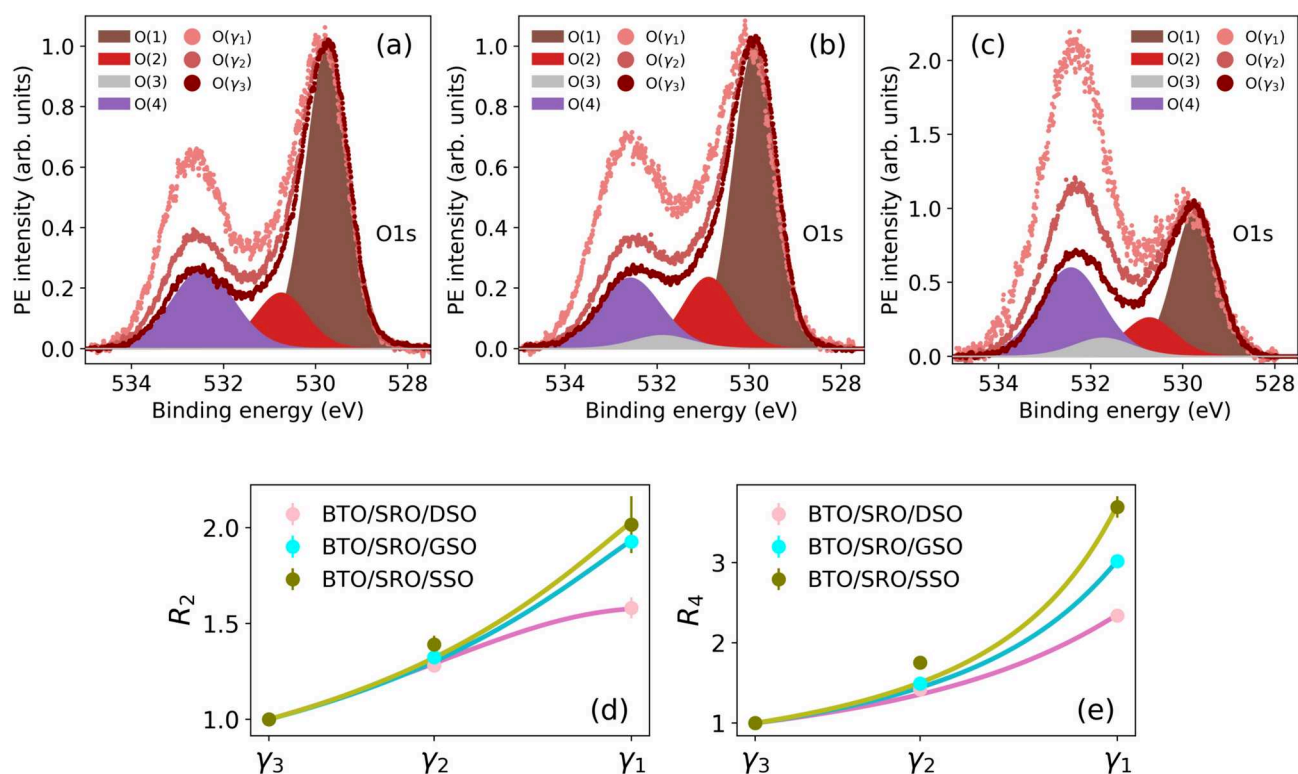 O(1) O(γ₁) (a)
O(2) O(γ₂)
O(3) O(γ₃)
O(4)
O1s
PE intensity (arb. units)
1.0
0.8
0.6
0.4
0.2
0.0
534 532 530 528
Binding energy (eV)
O(1) O(γ₁) (b)
O(2) O(γ₂)
O(3) O(γ₃)
O(4)
O1s
PE intensity (arb. units)
1.0
0.8
0.6
0.4
0.2
0.0
534 532 530 528
Binding energy (eV)
(c) O(1) O(γ₁)
O(2) O(γ₂)
O(3) O(γ₃)
O(4)
O1s
PE intensity (arb. units)
2.0
1.5
1.0
0.5
0.0
534 532 530 528
Binding energy (eV)
BTO/SRO/DSO
BTO/SRO/GSO
BTO/SRO/SSO
R₂
2.0
1.5
1.0
(d)
γ₃ γ₂ γ₁
BTO/SRO/DSO
BTO/SRO/GSO
BTO/SRO/SSO
R₄
3
2
1
(e)
γ₃ γ₂ γ₁